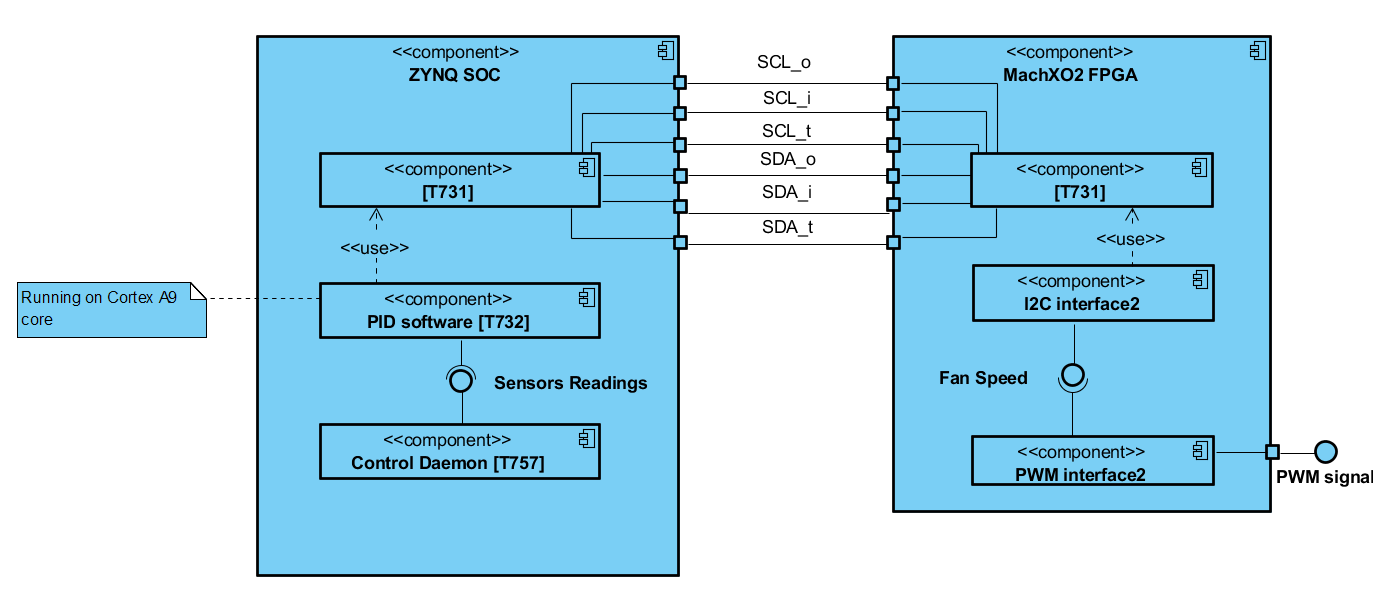 <<component>>
ZYNQ SOC
<<component>>
MachXO2 FPGA
SCL_o
SCL_i
SCL_t
SDA_o
SDA_i
SDA_t
<<component>>
[T731]
<<component>>
[T731]
<<use>>
<<use>>
Running on Cortex A9
core
<<component>>
PID software [T732]
<<component>>
I2C interface2
Sensors Readings
Fan Speed
<<component>>
Control Daemon [T757]
<<component>>
PWM interface2
PWM signal